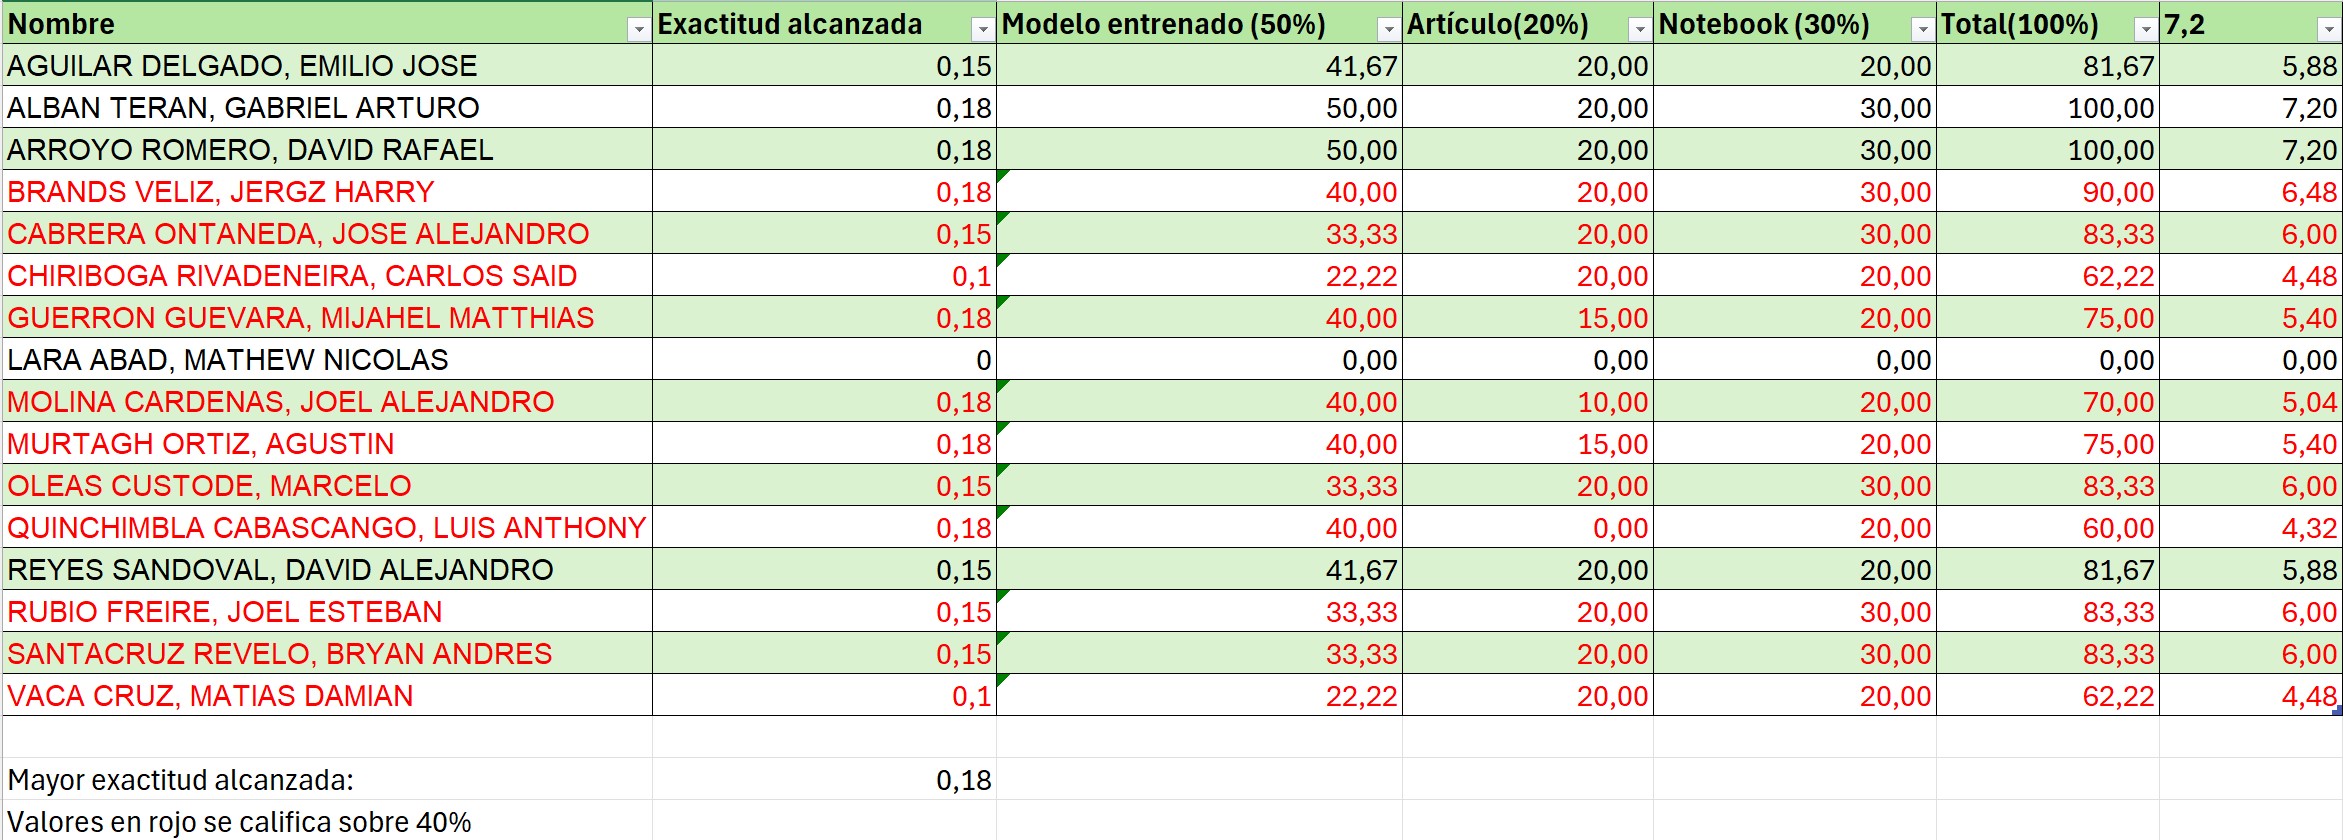 Nombre Exactitud alcanzada Modelo entrenado (50%) Artículo(20%) Notebook (30%) Total(100%) 7,2
AGUILAR DELGADO, EMILIO JOSE 0,15 41,67 20,00 20,00 81,67 5,88
ALBAN TERAN, GABRIEL ARTURO 0,18 50,00 20,00 30,00 100,00 7,20
ARROYO ROMERO, DAVID RAFAEL 0,18 50,00 20,00 30,00 100,00 7,20
BRANDS VELIZ, JERGZ HARRY 0,18 40,00 20,00 30,00 90,00 6,48
CABRERA ONTANEDA, JOSE ALEJANDRO 0,15 33,33 20,00 30,00 83,33 6,00
CHIRIBOGA RIVADENEIRA, CARLOS SAID 0,1 22,22 20,00 20,00 62,22 4,48
GUERRON GUEVARA, MIJAHEL MATTHIAS 0,18 40,00 15,00 20,00 75,00 5,40
LARA ABAD, MATHEW NICOLAS 0 0,00 0,00 0,00 0,00 0,00
MOLINA CARDENAS, JOEL ALEJANDRO 0,18 40,00 10,00 20,00 70,00 5,04
MURTAGH ORTIZ, AGUSTIN 0,18 40,00 15,00 20,00 75,00 5,40
OLEAS CUSTODE, MARCELO 0,15 33,33 20,00 30,00 83,33 6,00
QUINCHIMBLA CABASCANGO, LUIS ANTHONY 0,18 40,00 0,00 20,00 60,00 4,32
REYES SANDOVAL, DAVID ALEJANDRO 0,15 41,67 20,00 20,00 81,67 5,88
RUBIO FREIRE, JOEL ESTEBAN 0,15 33,33 20,00 30,00 83,33 6,00
SANTACRUZ REVELO, BRYAN ANDRES 0,15 33,33 20,00 30,00 83,33 6,00
VACA CRUZ, MATIAS DAMIAN 0,1 22,22 20,00 20,00 62,22 4,48
Mayor exactitud alcanzada: 0,18
Valores en rojo se califica sobre 40%